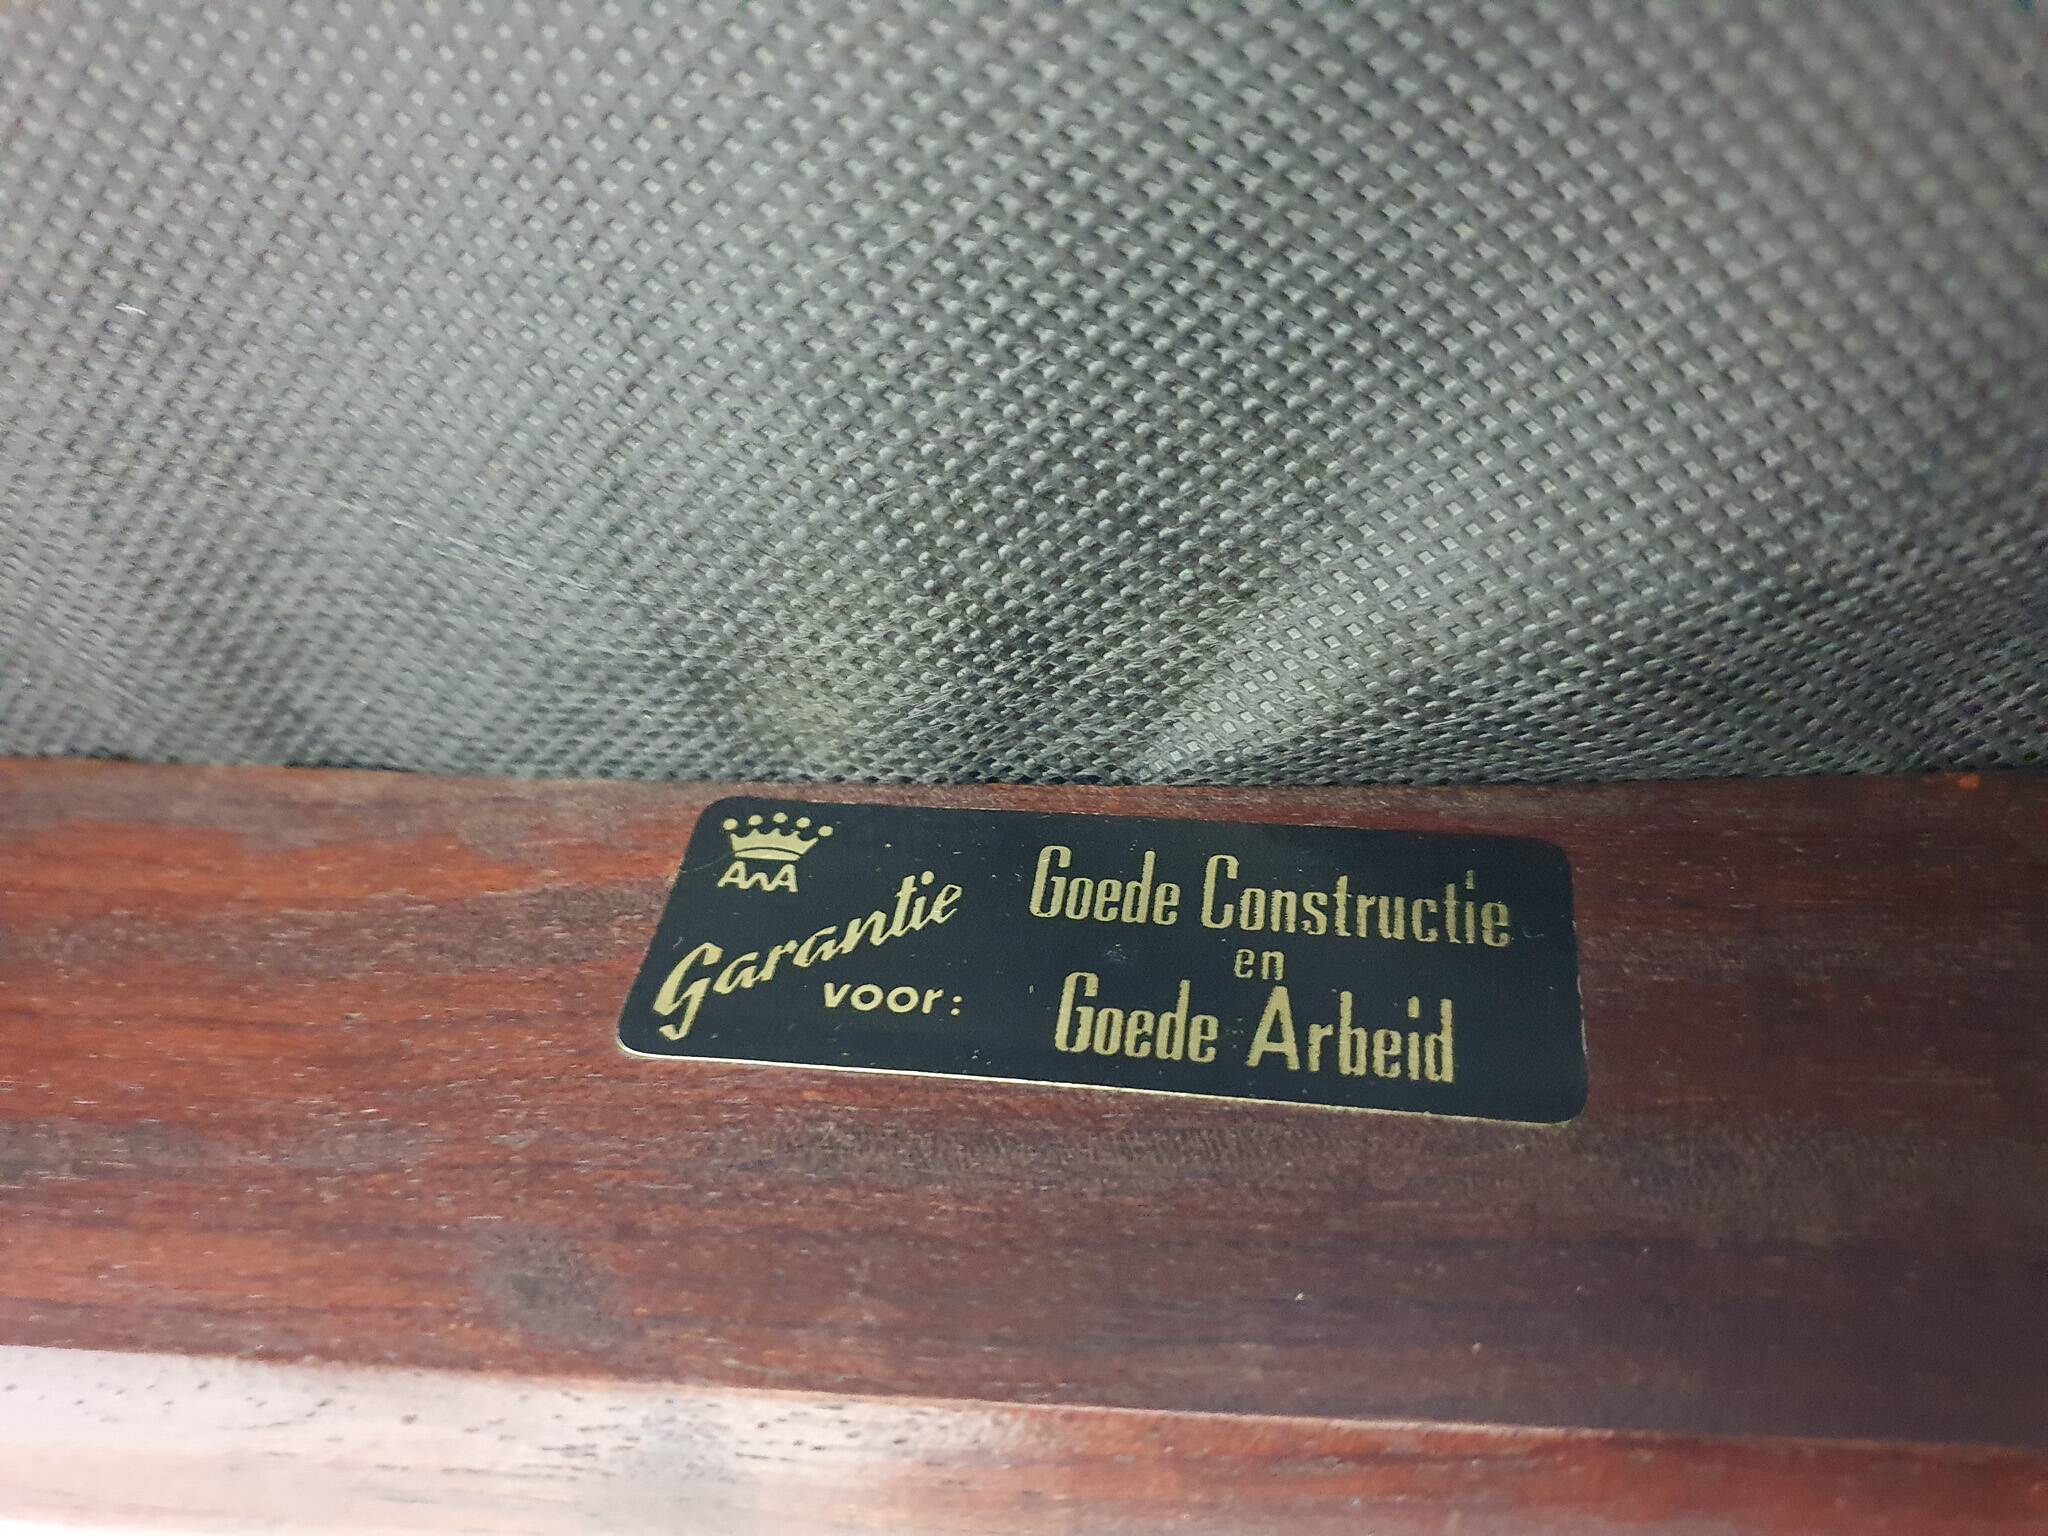 AnA
Garantie
voor:
Goede Constructie
en
Goede Arbeid